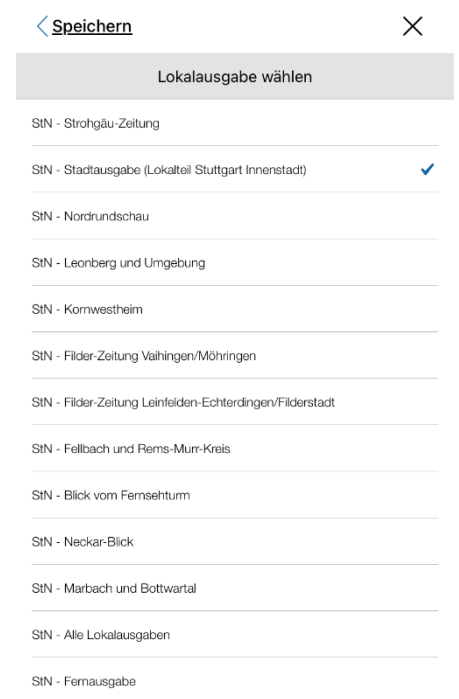 Speichern
Lokalausgabe wählen
StN - Strohgäu-Zeitung
StN - Stadtausgabe (Lokalteil Stuttgart Innenstadt)
StN - Nordrundschau
StN - Leonberg und Umgebung
StN - Kornwestheim
StN - Filder-Zeitung Vaihingen/Möhringen
StN - Filder-Zeitung Leinfelden-Echterdingen/Filderstadt
StN - Fellbach und Rems-Murr-Kreis
StN - Blick vom Fernsehturm
StN - Neckar-Blick
StN - Marbach und Bottwartal
StN - Alle Lokalausgaben
StN - Fernausgabe